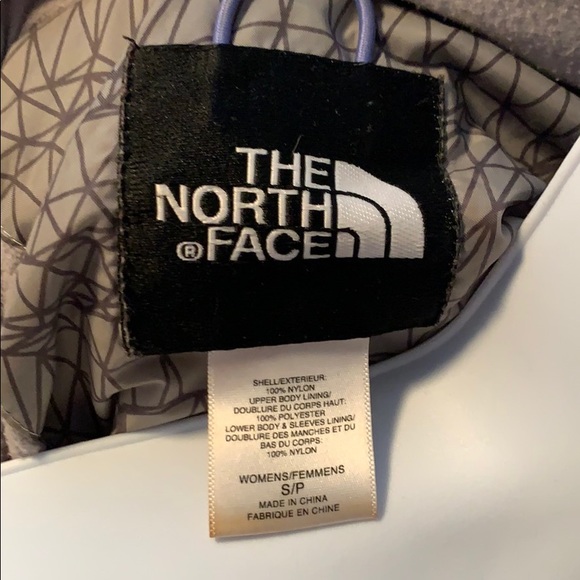 THE
NORTH
® FACE
SHELL/EXTERIEUR:
100% NYLON
UPPER BODY LINING/
DOUBLURE DU CORPS HAUT:
100% POLYESTER
LOWER BODY & SLEEVES LINING/
DOUBLURE DES MANCHES ET DU
BAS DU CORPS:
100% NYLON
WOMENS/FEMMENS
S/P
MADE IN CHINA
FABRIQUE EN CHINE